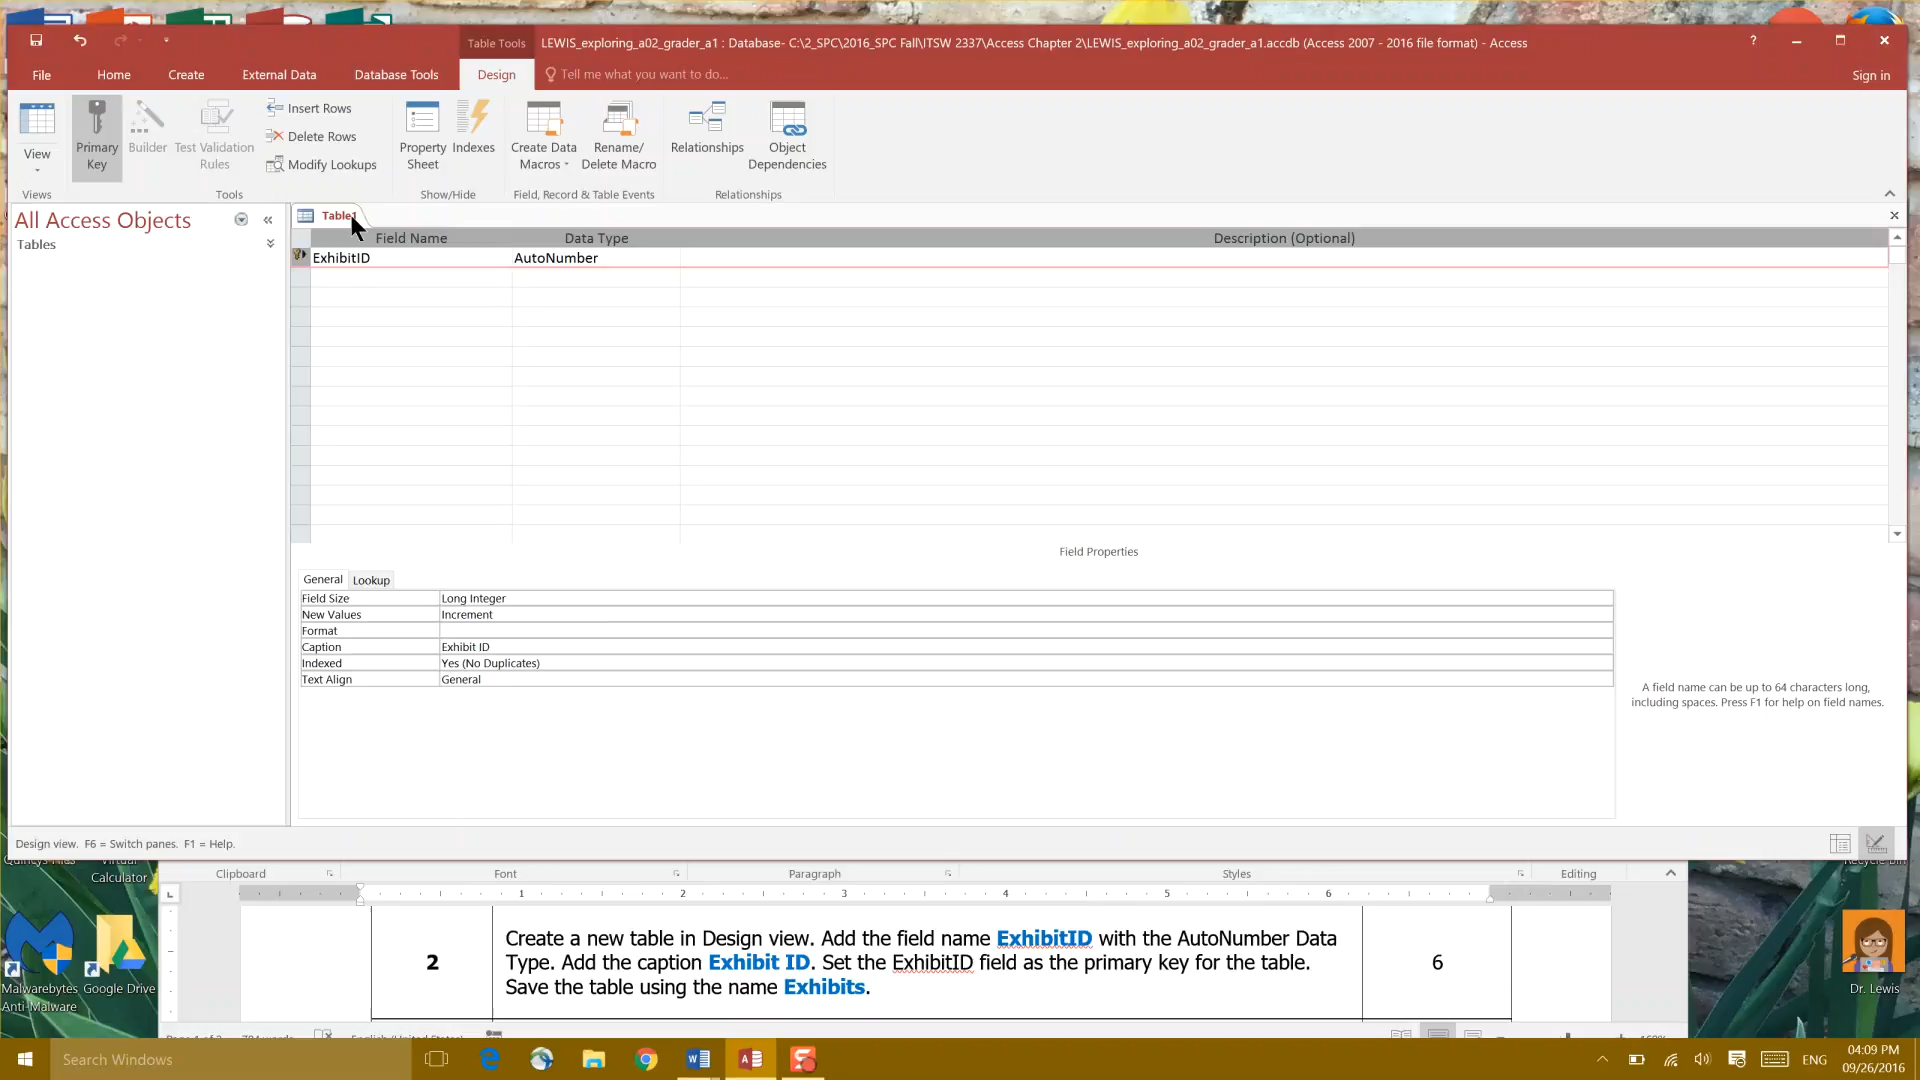 Table Tools
LEWIS_exploring_a02_grader_a1 : Database- C:\2_SPC\2016_SPC Fall\ITSW 2337\Access Chapter 2\LEWIS_exploring_a02_grader_a1.accdb (Access 2007 - 2016 file format) - Access
?
File
Home
Create
External Data
Database Tools
Design
Tell me what you want to do...
Sign in
View
Primary Key
Builder
Test Validation Rules
Insert Rows
Delete Rows
Modify Lookups
Property Sheet
Indexes
Create Data Macros
Rename/ Delete Macro
Relationships
Object Dependencies
Views
Tools
Show/Hide
Field, Record & Table Events
Relationships
All Access Objects
Tables
Table1
Field Name
Data Type
Description (Optional)
ExhibitID
AutoNumber
Field Properties
General
Lookup
Field Size
Long Integer
New Values
Increment
Format
Caption
Exhibit ID
Indexed
Yes (No Duplicates)
Text Align
General
A field name can be up to 64 characters long,
including spaces. Press F1 for help on field names.
Design view. F6 = Switch panes. F1 = Help.
Virtual
Calculator
Clipboard
Font
Paragraph
Styles
Editing
1 2 3 4 5 6
2
Create a new table in Design view. Add the field name ExhibitID with the AutoNumber Data
Type. Add the caption Exhibit ID. Set the ExhibitID field as the primary key for the table.
Save the table using the name Exhibits.
6
Malwarebytes
Anti-Malware
Google Drive
Dr. Lewis
Search Windows
ENG
04:09 PM
09/26/2016